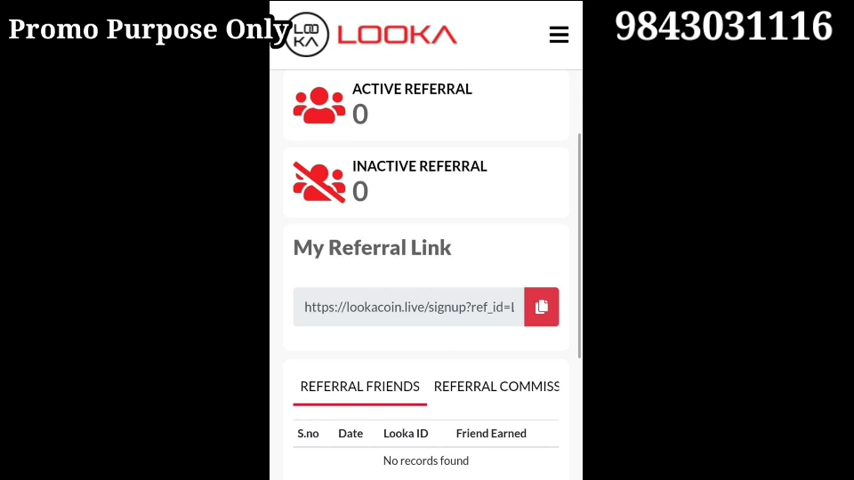 Promo Purpose Only
LOO
KA
LOOKA
9843031116
ACTIVE REFERRAL
0
INACTIVE REFERRAL
0
My Referral Link
https://lookacoin.live/signup?ref_id=
REFERRAL FRIENDS REFERRAL COMMISS
S.no Date Looka ID Friend Earned
No records found